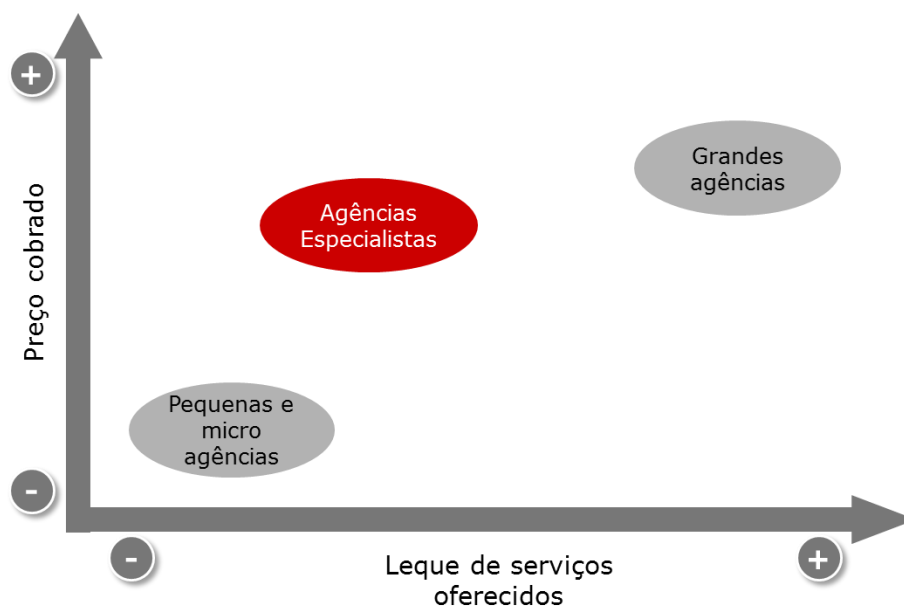 +
Grandes
agências
Agências
Especialistas
Preço cobrado
Pequenas e
micro
agências
-
-
+
Leque de serviços
oferecidos